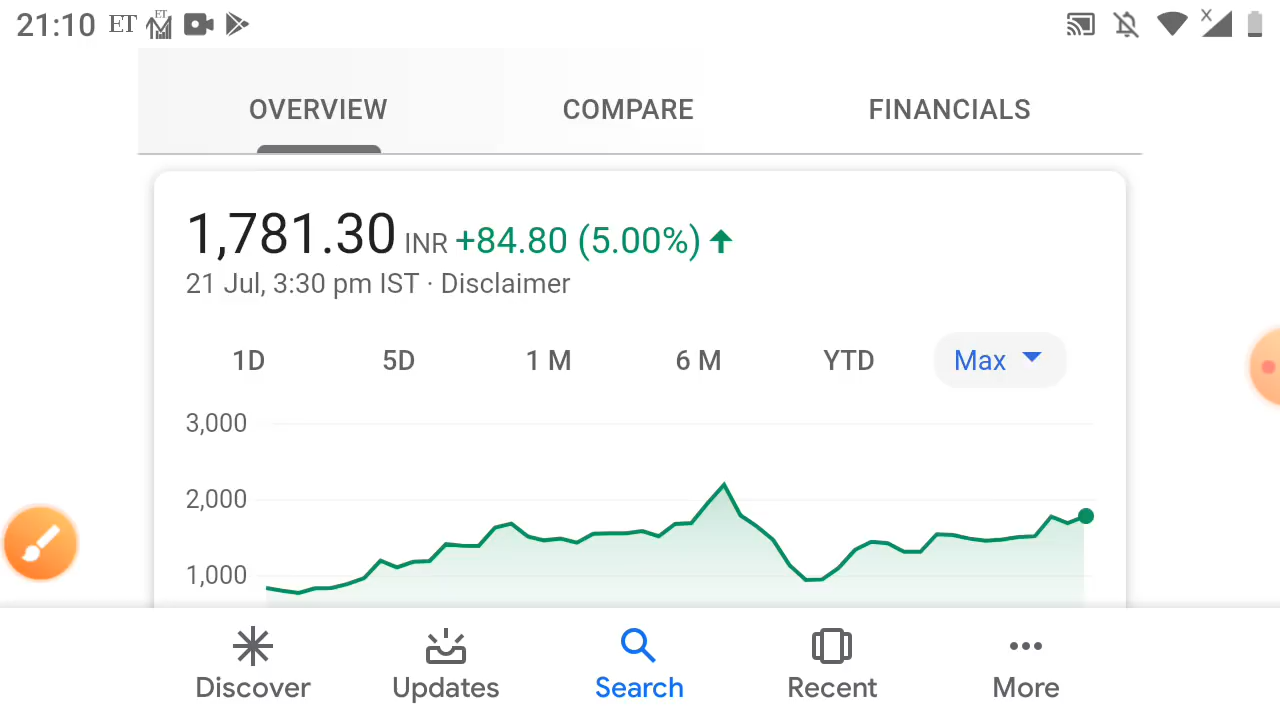 21:10 ET ET X
OVERVIEW COMPARE FINANCIALS
1,781.30 INR +84.80 (5.00%)
21 Jul, 3:30 pm IST · Disclaimer
1D 5D 1 M 6 M YTD Max
3,000
2,000
1,000
Discover Updates Search Recent More